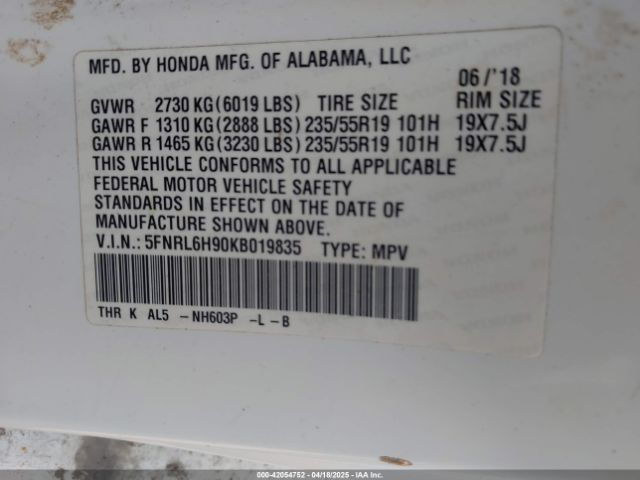 MFD. BY HONDA MFG. OF ALABAMA, LLC
06 /'18
GVWR 2730 KG (6019 LBS) TIRE SIZE RIM SIZE
GAWR F 1310 KG (2888 LBS) 235/55R19 101H 19X7.5J
GAWR R 1465 KG (3230 LBS) 235/55R19 101H 19X7.5J
THIS VEHICLE CONFORMS TO ALL APPLICABLE
FEDERAL MOTOR VEHICLE SAFETY
STANDARDS IN EFFECT ON THE DATE OF
MANUFACTURE SHOWN ABOVE.
V.I.N.: 5FNRL6H90KB019835 TYPE: MPV
THR K AL5 -NH603P -L-B
000-42054752 - 04/18/2025 - IAAI.COM